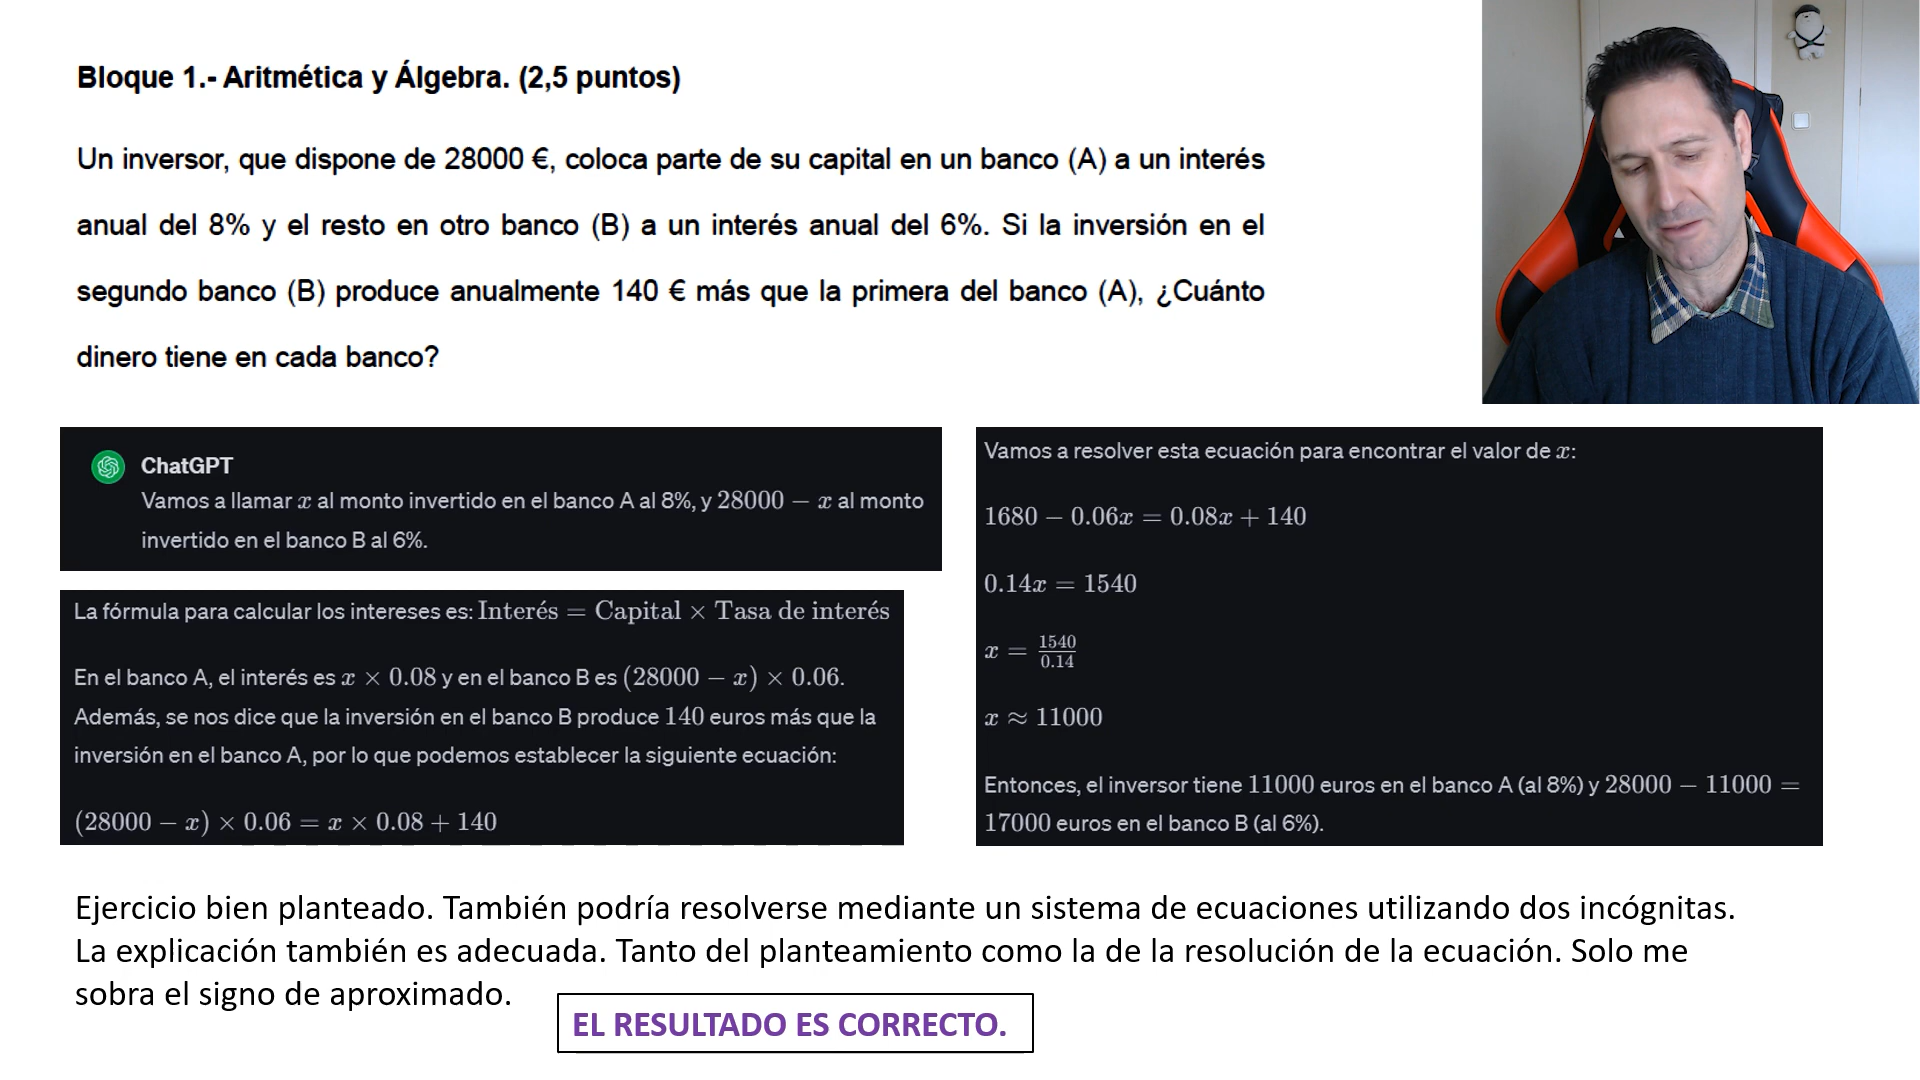 Bloque 1.- Aritmética y Álgebra. (2,5 puntos)
Un inversor, que dispone de 28000 €, coloca parte de su capital en un banco (A) a un interés
anual del 8% y el resto en otro banco (B) a un interés anual del 6%. Si la inversión en el
segundo banco (B) produce anualmente 140 € más que la primera del banco (A), ¿Cuánto
dinero tiene en cada banco?
ChatGPT
Vamos a llamar x al monto invertido en el banco A al 8%, y 28000 − x al monto
invertido en el banco B al 6%.
La fórmula para calcular los intereses es: Interés = Capital × Tasa de interés
En el banco A, el interés es x × 0.08 y en el banco B es (28000 − x) × 0.06.
Además, se nos dice que la inversión en el banco B produce 140 euros más que la
inversión en el banco A, por lo que podemos establecer la siguiente ecuación:
(28000 − x) × 0.06 = x × 0.08 + 140
Vamos a resolver esta ecuación para encontrar el valor de x:
1680 − 0.06x = 0.08x + 140
0.14x = 1540
x = 1540/0.14
x ≈ 11000
Entonces, el inversor tiene 11000 euros en el banco A (al 8%) y 28000 − 11000 =
17000 euros en el banco B (al 6%).
Ejercicio bien planteado. También podría resolverse mediante un sistema de ecuaciones utilizando dos incógnitas.
La explicación también es adecuada. Tanto del planteamiento como la de la resolución de la ecuación. Solo me
sobra el signo de aproximado.
EL RESULTADO ES CORRECTO.